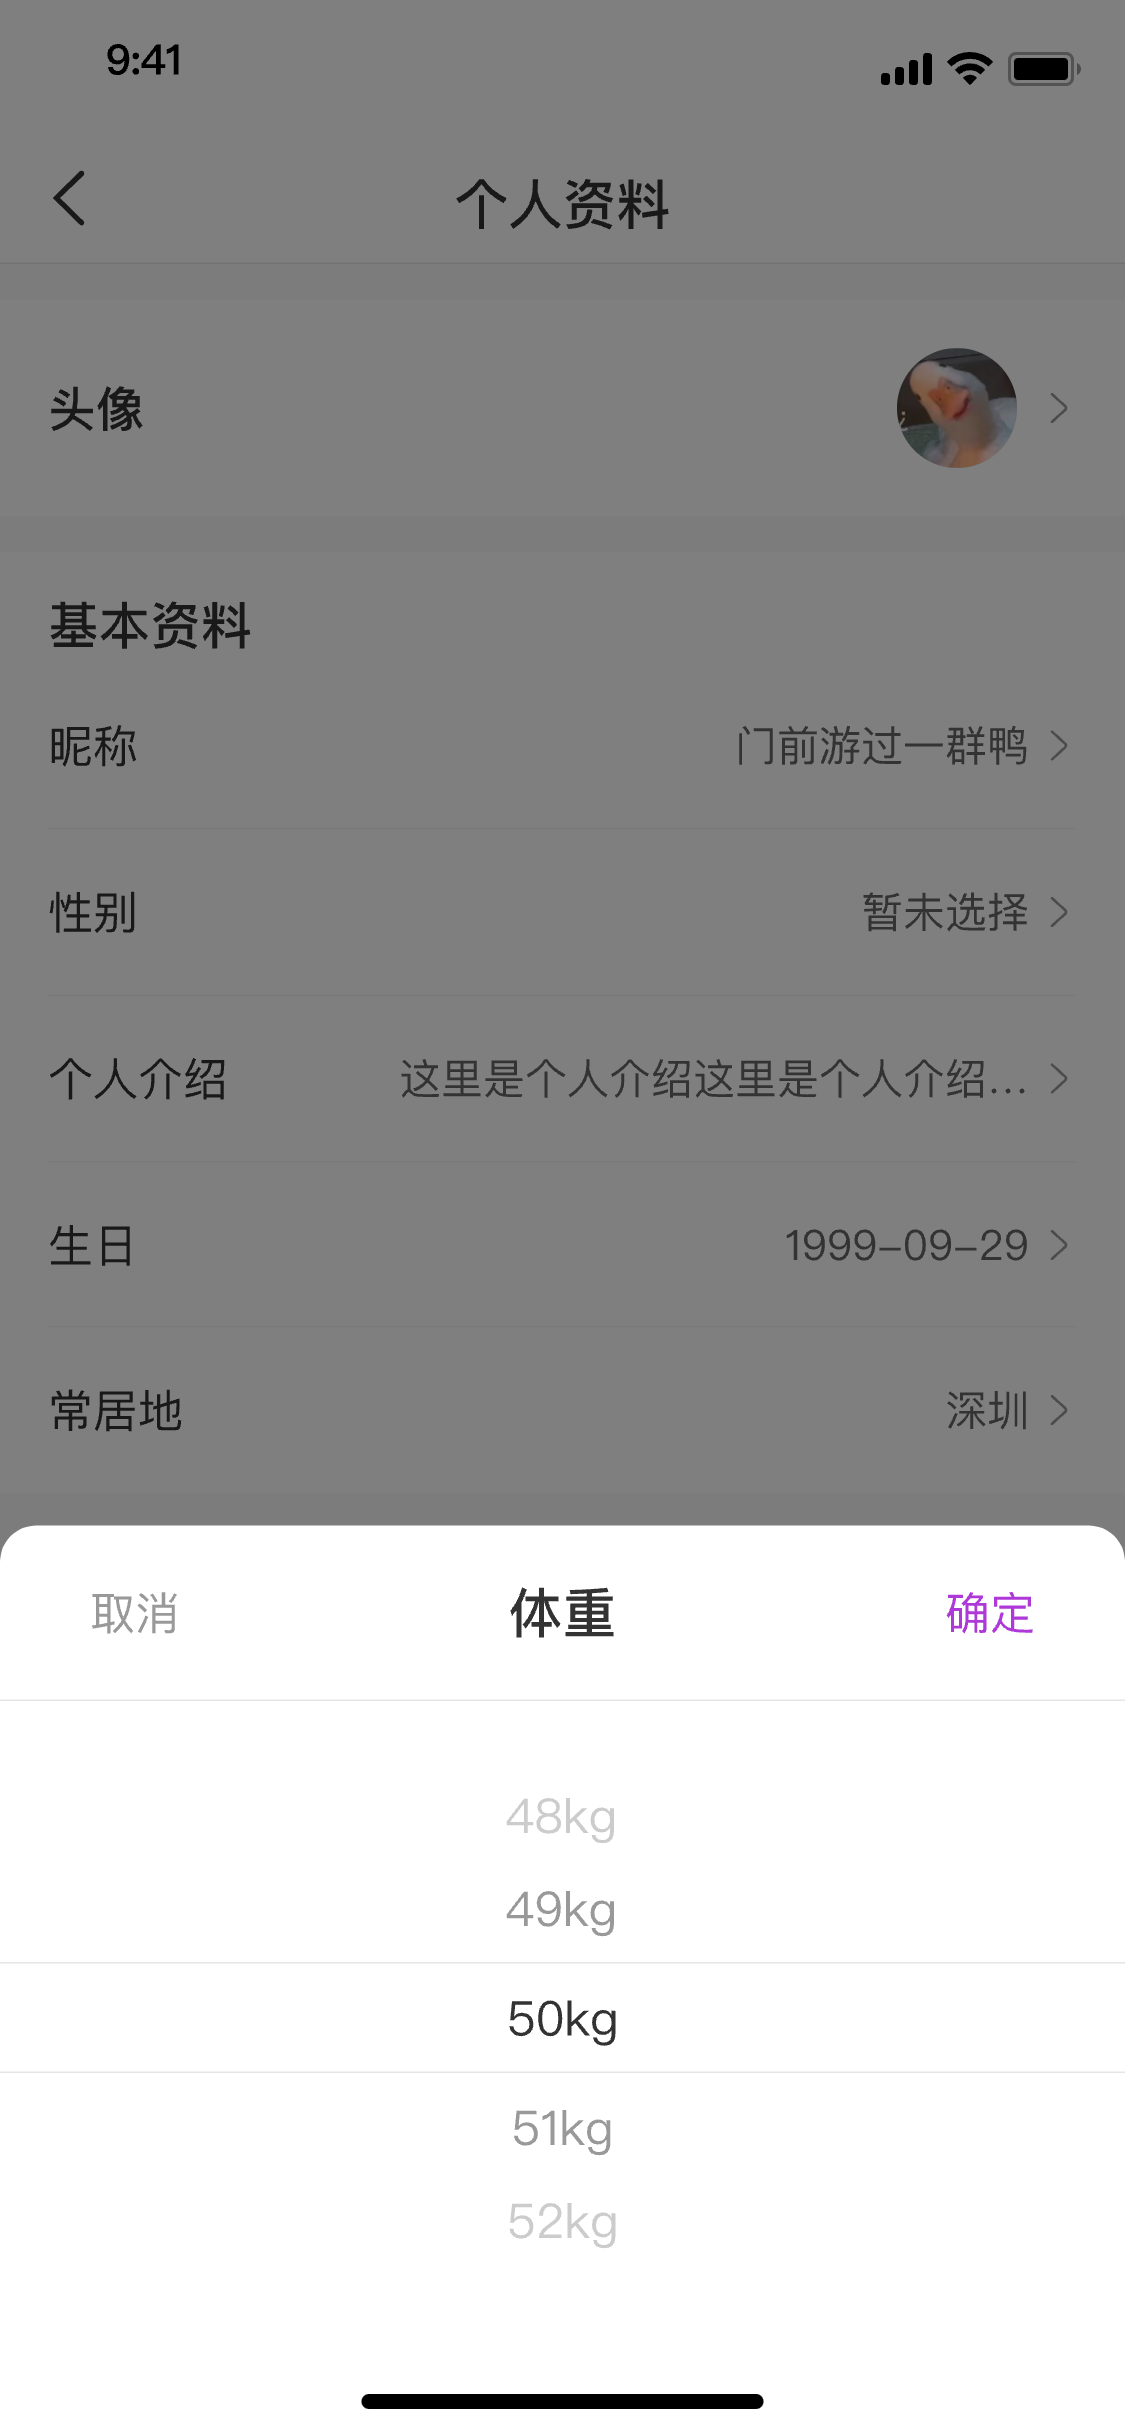 9:41
个人资料
头像
基本资料
昵称 门前游过一群鸭
性别 暂未选择
个人介绍 这里是个人介绍这里是个人介绍...
生日 1999-09-29
常居地 深圳
取消 体重 确定
48kg
49kg
50kg
51kg
52kg